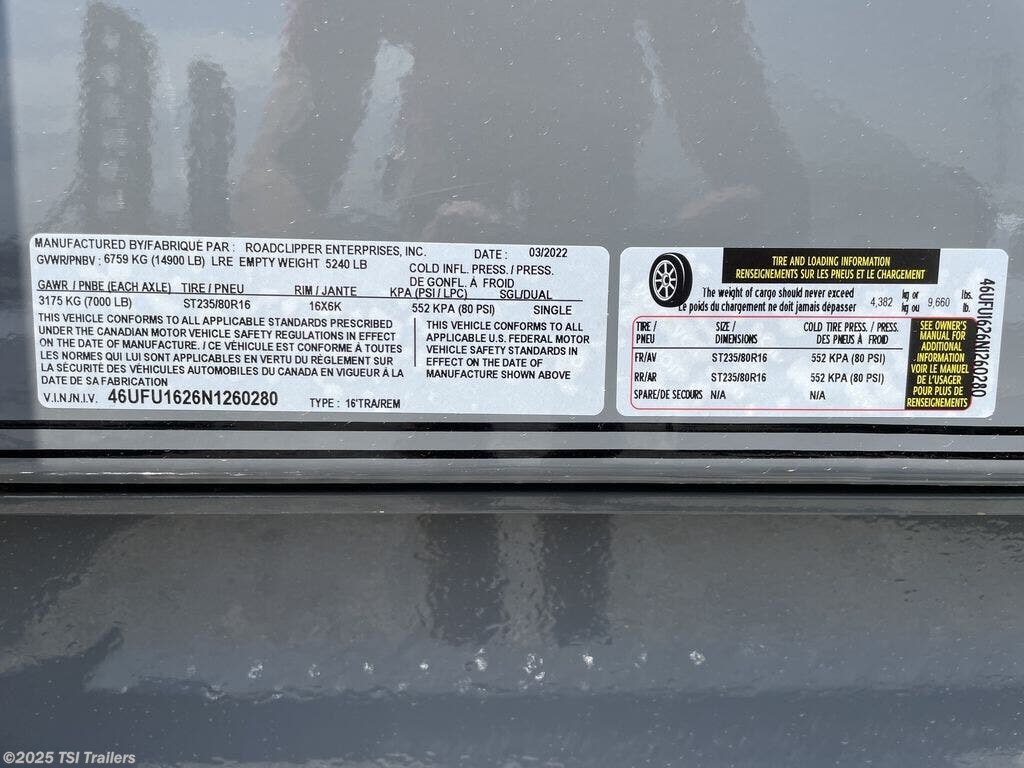 MANUFACTURED BY/FABRIQUÉ PAR : ROADCLIPPER ENTERPRISES, INC. DATE : 03/2022
GVWR/PNBV : 6759 KG (14900 LB) LRE EMPTY WEIGHT 5240 LB
COLD INFL. PRESS. / PRESS.
DE GONFL. À FROID
GAWR / PNBE (EACH AXLE) TIRE / PNEU RIM / JANTE KPA (PSI / LPC) SGL/DUAL
3175 KG (7000 LB) ST235/80R16 16X6K 552 KPA (80 PSI) SINGLE
THIS VEHICLE CONFORMS TO ALL APPLICABLE STANDARDS PRESCRIBED
UNDER THE CANADIAN MOTOR VEHICLE SAFETY REGULATIONS IN EFFECT
ON THE DATE OF MANUFACTURE. / CE VÉHICULE EST CONFORME À TOUTES
LES NORMES QUI LUI SONT APPLICABLES EN VERTU DU RÈGLEMENT SUR
LA SÉCURITÉ DES VÉHICULES AUTOMOBILES DU CANADA EN VIGUEUR À LA
DATE DE SA FABRICATION
THIS VEHICLE CONFORMS TO ALL
APPLICABLE U.S. FEDERAL MOTOR
VEHICLE SAFETY STANDARDS IN
EFFECT ON THE DATE OF
MANUFACTURE SHOWN ABOVE
V.I.N./N.I.V. 46UFU1626N1260280 TYPE : 16'TRA/REM
TIRE AND LOADING INFORMATION
RENSEIGNEMENTS SUR LES PNEUS ET LE CHARGEMENT
The weight of cargo should never exceed 4,382 kg or 9,660 lbs.
Le poids du chargement ne doit jamais dépasser kg ou lb.
TIRE / SIZE / COLD TIRE PRESS. / PRESS.
PNEU DIMENSIONS DES PNEUS À FROID
FR/AV ST235/80R16 552 KPA (80 PSI)
RR/AR ST235/80R16 552 KPA (80 PSI)
SPARE/DE SECOURS N/A N/A
SEE OWNER'S
MANUAL FOR
ADDITIONAL
INFORMATION
VOIR LE MANUEL
DE L'USAGER
POUR PLUS DE
RENSEIGNEMENTS
46UFU1626N1260280
©2025 TSI Trailers